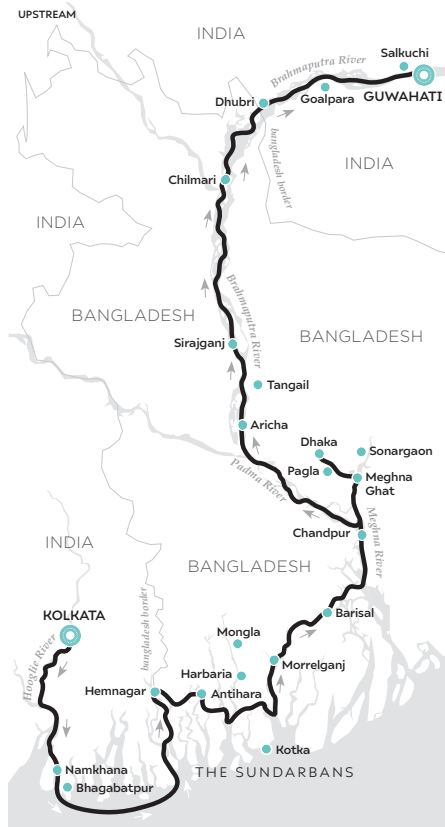 UPSTREAM
INDIA
Salkuchi
Brahmaputra River
Dhubri
Goalpara
GUWAHATI
bangladesh border
INDIA
Chilmari
INDIA
Brahmaputra River
BANGLADESH
BANGLADESH
Sirajganj
Tangail
Aricha
Dhaka
Sonargaon
Padma River
Pagla
Meghna
Ghat
Meghna River
Chandpur
INDIA
BANGLADESH
bangladesh border
KOLKATA
Barisal
Mongla
Hooglie River
Harbaria
Morrelganj
Hemnagar
Antihara
Kotka
Namkhana
THE SUNDARBANS
Bhagabatpur